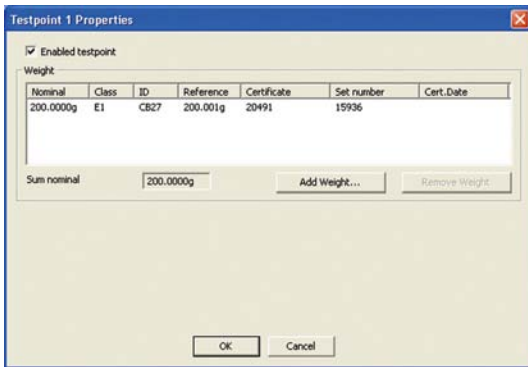 Testpoint 1 Properties
Enabled testpoint
Weight
Nominal Class ID Reference Certificate Set number Cert.Date
200.0000g E1 CB27 200.001g 20491 15936
Sum nominal 200.0000g Add Weight... Remove Weight
OK Cancel